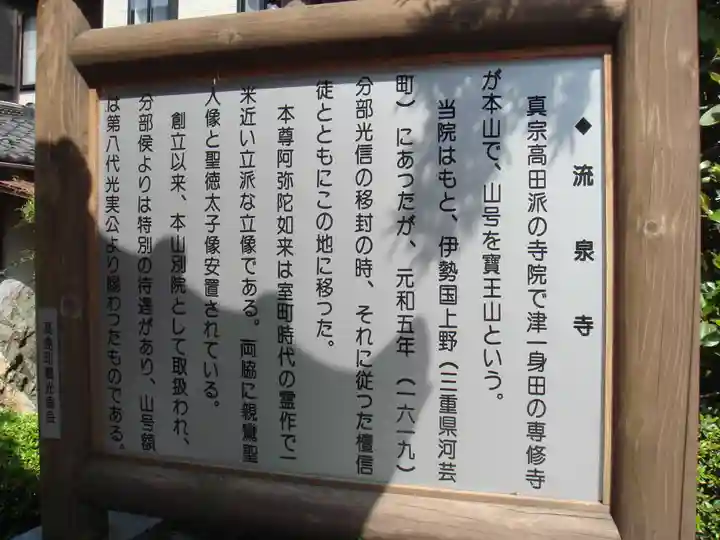 ◆流泉寺
真宗高田派の寺院で津一身田の専修寺
が本山で、山号を寶王山という。
当院はもと、伊勢国上野（三重県河芸
町）にあったが、元和五年（一六一九）
分部光信の移封の時、それに従った檀信
徒とともにこの地に移った。
本尊阿弥陀如来は室町時代の霊作で一
米近い立派な立像である。両脇に親鸞聖
人像と聖徳太子像安置されている。
創立以来、本山別院として取扱われ、
分部侯よりは特別の待遇があり、山号額
は第八代光実公より賜わったものである。
高島町観光協会